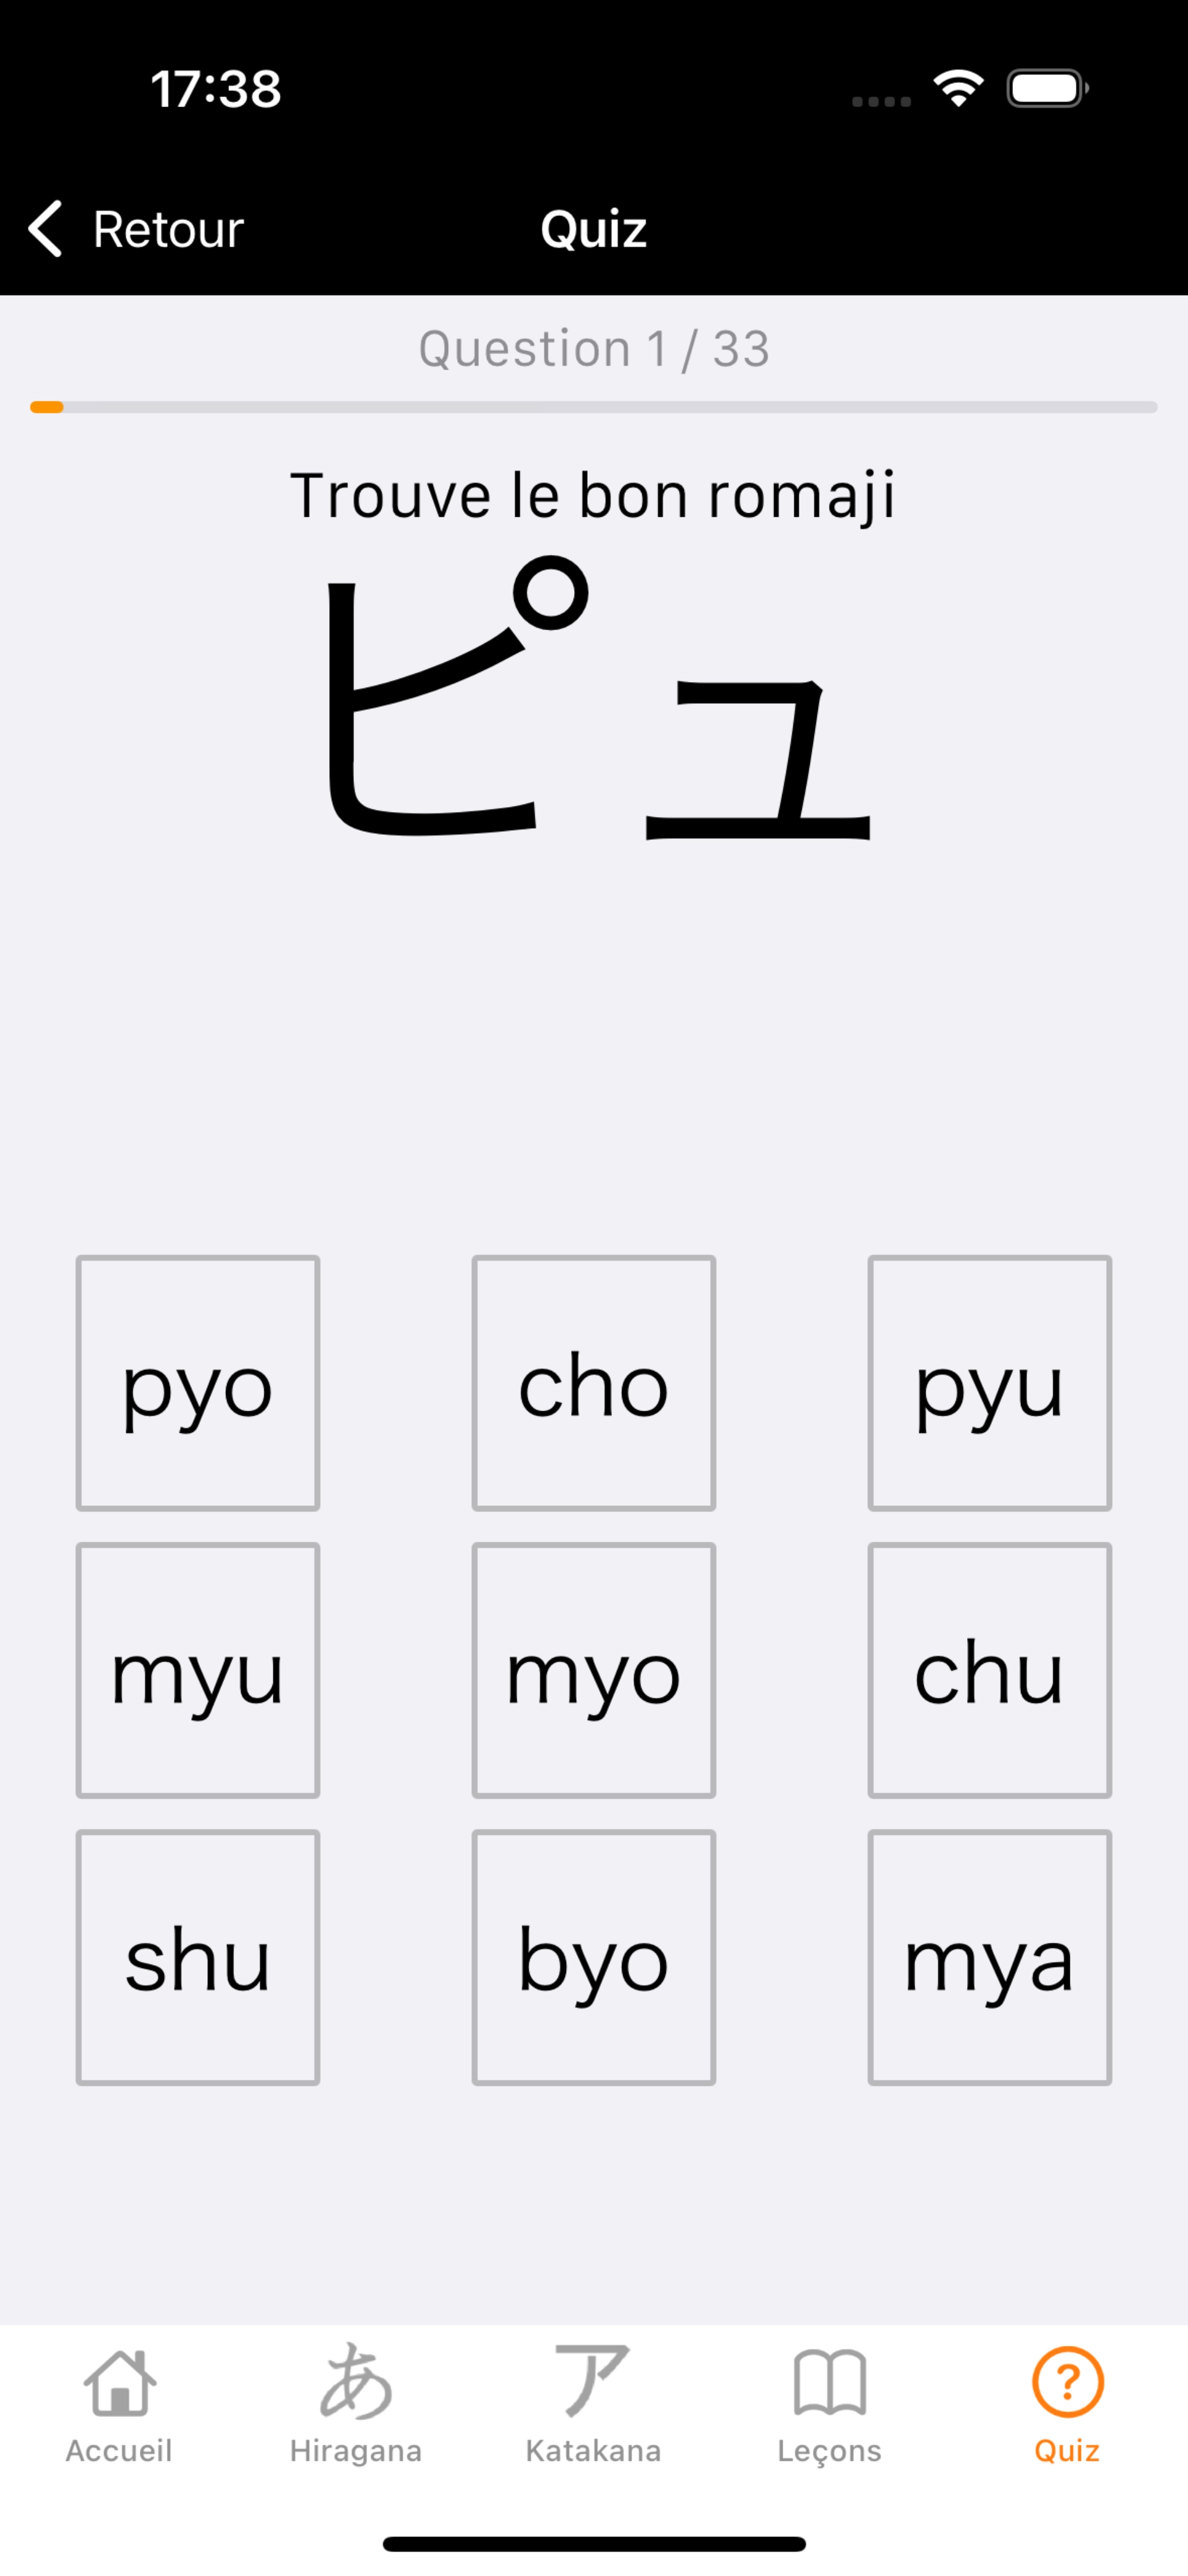 17:38
Retour
Quiz
Question 1 / 33
Trouve le bon romaji
ピュ
pyo cho pyu
myu myo chu
shu byo mya
あ ア ?
Accueil Hiragana Katakana Leçons Quiz